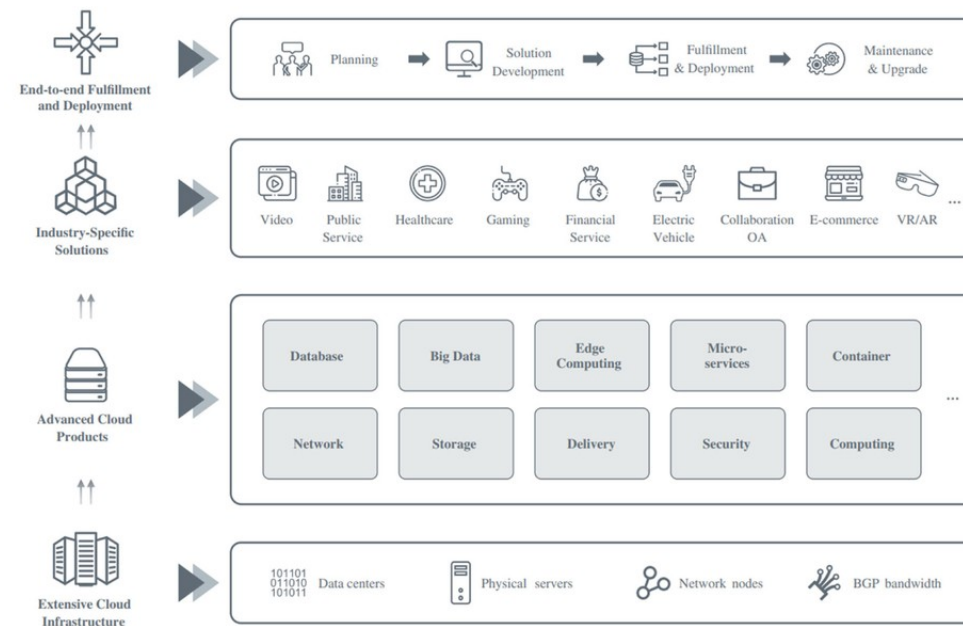 End-to-end Fulfillment
and Deployment
Planning
Solution
Development
Fulfillment
& Deployment
Maintenance
& Upgrade
Industry-Specific
Solutions
Video
Public
Service
Healthcare
Gaming
Financial
Service
Electric
Vehicle
Collaboration
OA
E-commerce
VR/AR
...
Advanced Cloud
Products
Database
Big Data
Edge
Computing
Micro-
services
Container
...
Network
Storage
Delivery
Security
Computing
Extensive Cloud
Infrastructure
101101
011010
101011
Data centers
Physical servers
Network nodes
BGP bandwidth